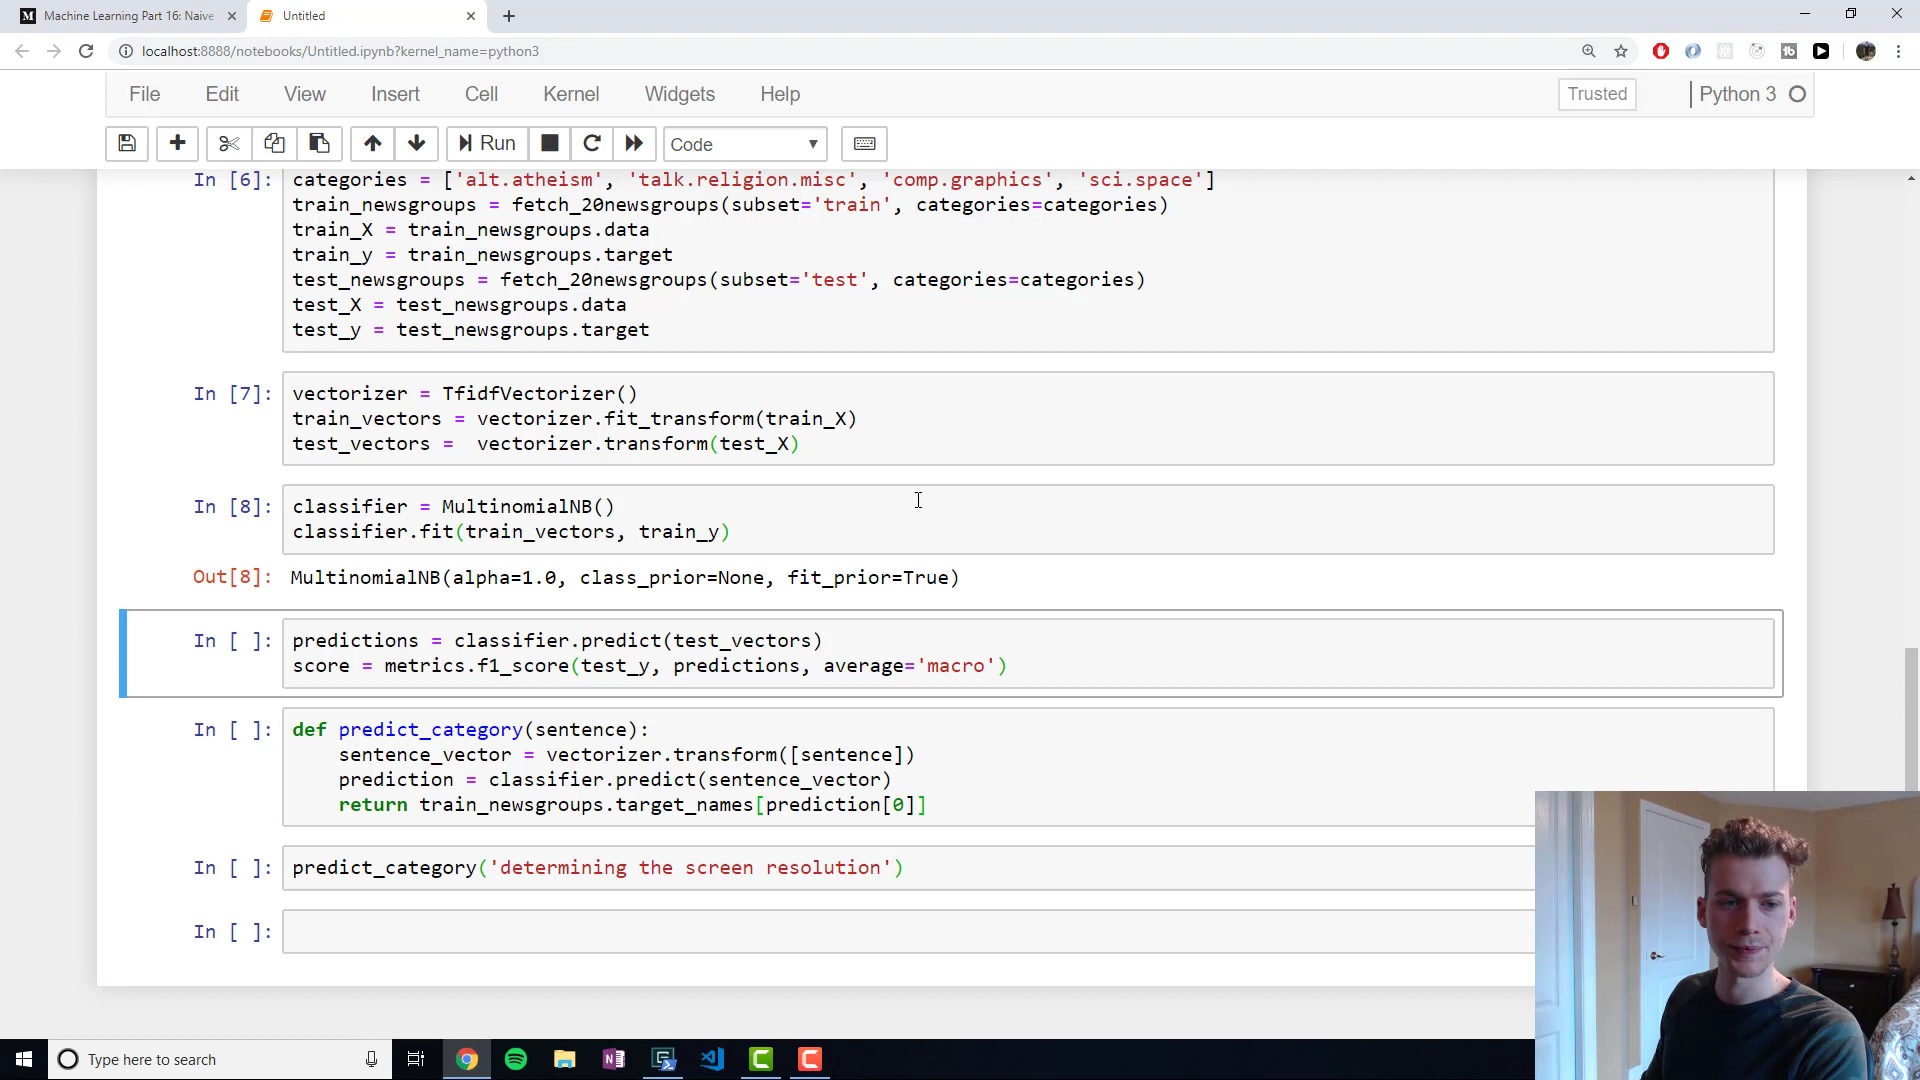 Machine Learning Part 16: Naive
Untitled
localhost:8888/notebooks/Untitled.ipynb?kernel_name=python3
File Edit View Insert Cell Kernel Widgets Help
Trusted
Python 3
Run
Code
In [6]:
categories = ['alt.atheism', 'talk.religion.misc', 'comp.graphics', 'sci.space']
train_newsgroups = fetch_20newsgroups(subset='train', categories=categories)
train_X = train_newsgroups.data
train_y = train_newsgroups.target
test_newsgroups = fetch_20newsgroups(subset='test', categories=categories)
test_X = test_newsgroups.data
test_y = test_newsgroups.target
In [7]:
vectorizer = TfidfVectorizer()
train_vectors = vectorizer.fit_transform(train_X)
test_vectors =  vectorizer.transform(test_X)
In [8]:
classifier = MultinomialNB()
classifier.fit(train_vectors, train_y)
Out[8]:
MultinomialNB(alpha=1.0, class_prior=None, fit_prior=True)
In [ ]:
predictions = classifier.predict(test_vectors)
score = metrics.f1_score(test_y, predictions, average='macro')
In [ ]:
def predict_category(sentence):
    sentence_vector = vectorizer.transform([sentence])
    prediction = classifier.predict(sentence_vector)
    return train_newsgroups.target_names[prediction[0]]
In [ ]:
predict_category('determining the screen resolution')
In [ ]:
Type here to search